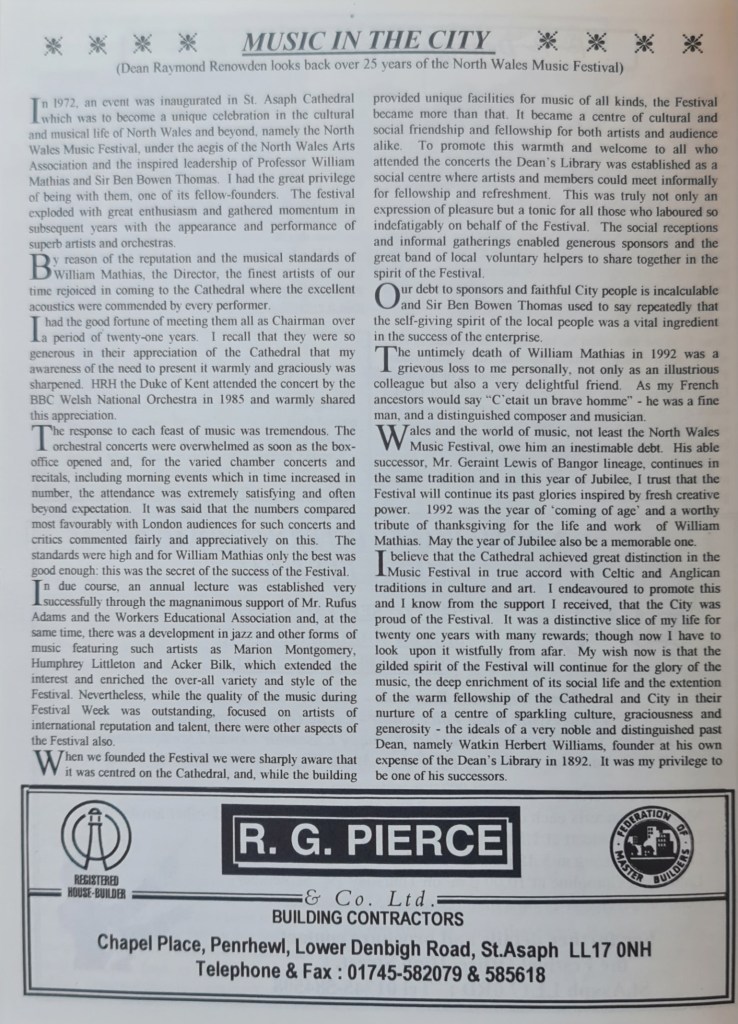 MUSIC IN THE CITY
(Dean Raymond Renowden looks back over 25 years of the North Wales Music Festival)
In 1972, an event was inaugurated in St. Asaph Cathedral
which was to become a unique celebration in the cultural
and musical life of North Wales and beyond, namely the North
Wales Music Festival, under the aegis of the North Wales Arts
Association and the inspired leadership of Professor William
Mathias and Sir Ben Bowen Thomas. I had the great privilege
of being with them, one of its fellow-founders. The festival
exploded with great enthusiasm and gathered momentum in
subsequent years with the appearance and performance of
superb artists and orchestras.
By reason of the reputation and the musical standards of
William Mathias, the Director, the finest artists of our
time rejoiced in coming to the Cathedral where the excellent
acoustics were commended by every performer.
I had the good fortune of meeting them all as Chairman over
a period of twenty-one years. I recall that they were so
generous in their appreciation of the Cathedral that my
awareness of the need to present it warmly and graciously was
sharpened. HRH the Duke of Kent attended the concert by the
BBC Welsh National Orchestra in 1985 and warmly shared
this appreciation.
The response to each feast of music was tremendous. The
orchestral concerts were overwhelmed as soon as the box-
office opened and, for the varied chamber concerts and
recitals, including morning events which in time increased in
number, the attendance was extremely satisfying and often
beyond expectation. It was said that the numbers compared
most favourably with London audiences for such concerts and
critics commented fairly and appreciatively on this. The
standards were high and for William Mathias only the best was
good enough: this was the secret of the success of the Festival.
In due course, an annual lecture was established very
successfully through the magnanimous support of Mr. Rufus
Adams and the Workers Educational Association and, at the
same time, there was a development in jazz and other forms of
music featuring such artists as Marion Montgomery,
Humphrey Littleton and Acker Bilk, which extended the
interest and enriched the over-all variety and style of the
Festival. Nevertheless, while the quality of the music during
Festival Week was outstanding, focused on artists of
international reputation and talent, there were other aspects of
the Festival also.
When we founded the Festival we were sharply aware that
it was centred on the Cathedral, and, while the building
provided unique facilities for music of all kinds, the Festival
became more than that. It became a centre of cultural and
social friendship and fellowship for both artists and audience
alike. To promote this warmth and welcome to all who
attended the concerts the Dean's Library was established as a
social centre where artists and members could meet informally
for fellowship and refreshment. This was truly not only an
expression of pleasure but a tonic for all those who laboured so
indefatigably on behalf of the Festival. The social receptions
and informal gatherings enabled generous sponsors and the
great band of local voluntary helpers to share together in the
spirit of the Festival.
Our debt to sponsors and faithful City people is incalculable
and Sir Ben Bowen Thomas used to say repeatedly that
the self-giving spirit of the local people was a vital ingredient
in the success of the enterprise.
The untimely death of William Mathias in 1992 was a
grievous loss to me personally, not only as an illustrious
colleague but also a very delightful friend. As my French
ancestors would say "C'etait un brave homme" - he was a fine
man, and a distinguished composer and musician.
Wales and the world of music, not least the North Wales
Music Festival, owe him an inestimable debt. His able
successor, Mr. Geraint Lewis of Bangor lineage, continues in
the same tradition and in this year of Jubilee, I trust that the
Festival will continue its past glories inspired by fresh creative
power. 1992 was the year of 'coming of age' and a worthy
tribute of thanksgiving for the life and work of William
Mathias. May the year of Jubilee also be a memorable one.
I believe that the Cathedral achieved great distinction in the
Music Festival in true accord with Celtic and Anglican
traditions in culture and art. I endeavoured to promote this
and I know from the support I received, that the City was
proud of the Festival. It was a distinctive slice of my life for
twenty one years with many rewards; though now I have to
look upon it wistfully from afar. My wish now is that the
gilded spirit of the Festival will continue for the glory of the
music, the deep enrichment of its social life and the extention
of the warm fellowship of the Cathedral and City in their
nurture of a centre of sparkling culture, graciousness and
generosity - the ideals of a very noble and distinguished past
Dean, namely Watkin Herbert Williams, founder at his own
expense of the Dean's Library in 1892. It was my privilege to
be one of his successors.
REGISTERED
HOUSE-BUILDER
R. G. PIERCE
FEDERATION OF
MASTER BUILDERS
& Co. Ltd.
BUILDING CONTRACTORS
Chapel Place, Penrhewl, Lower Denbigh Road, St.Asaph LL17 0NH
Telephone & Fax : 01745-582079 & 585618